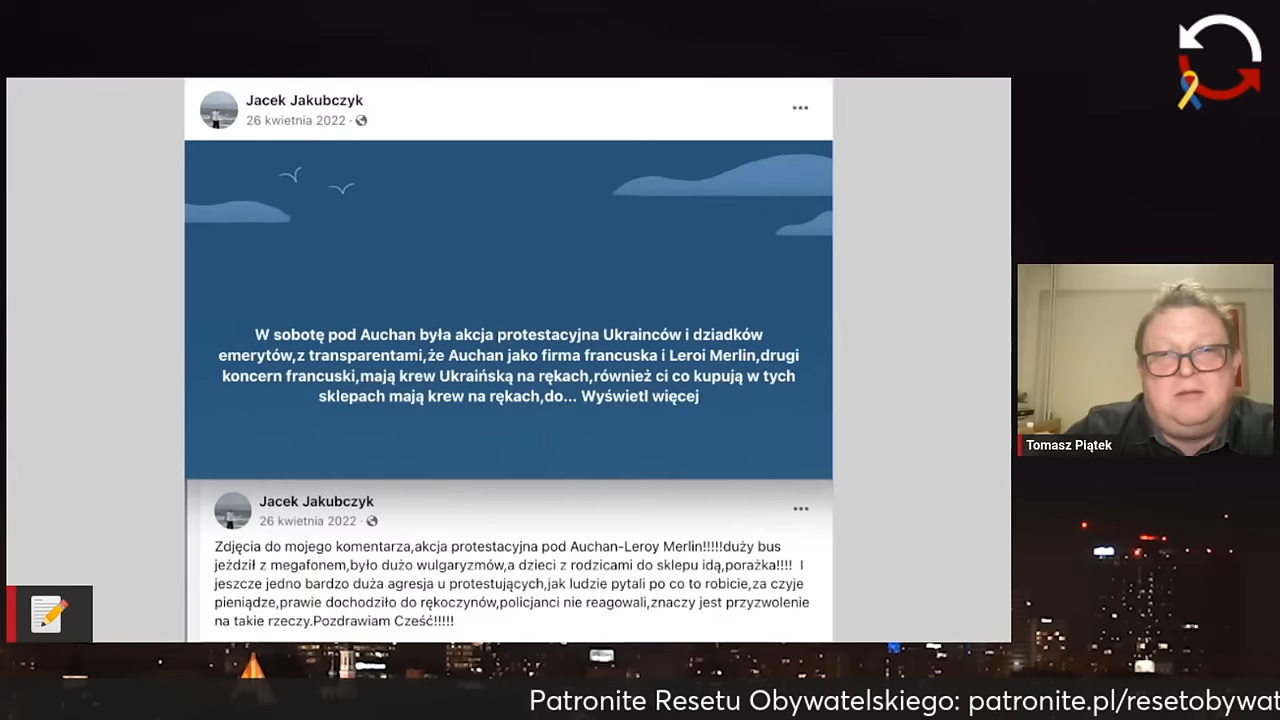 Jacek Jakubczyk
26 kwietnia 2022 ·
W sobotę pod Auchan była akcja protestacyjna Ukrainców i dziadków
emerytów,z transparentami,że Auchan jako firma francuska i Leroi Merlin,drugi
koncern francuski,mają krew Ukraińską na rękach,również ci co kupują w tych
sklepach mają krew na rękach,do... Wyświetl więcej
Jacek Jakubczyk
26 kwietnia 2022 ·
Zdjęcia do mojego komentarza,akcja protestacyjna pod Auchan-Leroy Merlin!!!!!duży bus
jeżdził z megafonem,było dużo wulgaryzmów,a dzieci z rodzicami do sklepu idą,porażka!!!! I
jeszcze jedno bardzo duża agresja u protestujących,jak ludzie pytali po co to robicie,za czyje
pieniądze,prawie dochodziło do rękoczynów,policjanci nie reagowali,znaczy jest przyzwolenie
na takie rzeczy.Pozdrawiam Cześć!!!!!
Tomasz Piątek
Patronite Resetu Obywatelskiego: patronite.pl/resetobywat